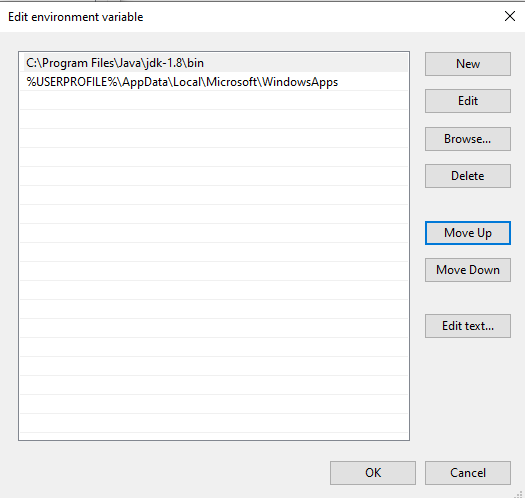 Edit environment variable
C:\Program Files\Java\jdk-1.8\bin
%USERPROFILE%\AppData\Local\Microsoft\WindowsApps
New
Edit
Browse...
Delete
Move Up
Move Down
Edit text...
OK
Cancel